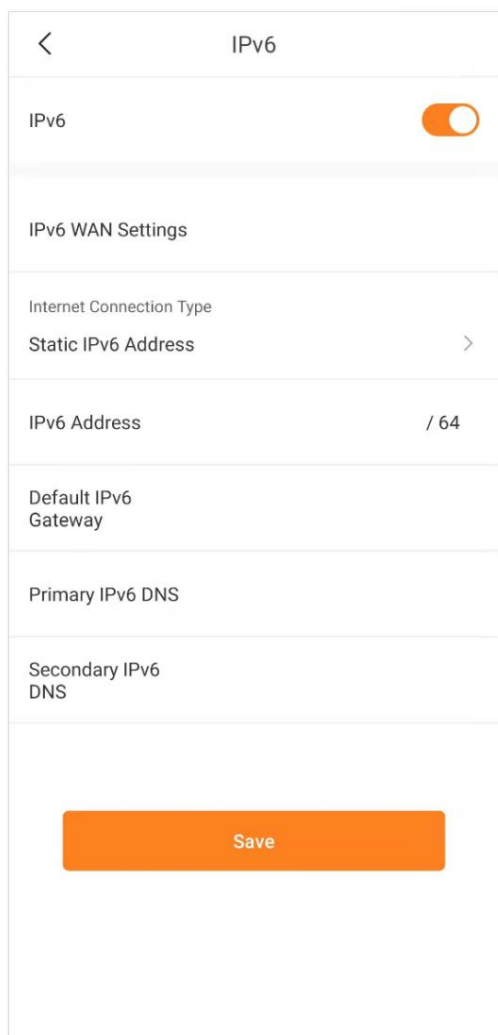 IPv6
IPv6
IPv6 WAN Settings
Internet Connection Type
Static IPv6 Address
IPv6 Address / 64
Default IPv6
Gateway
Primary IPv6 DNS
Secondary IPv6
DNS
Save